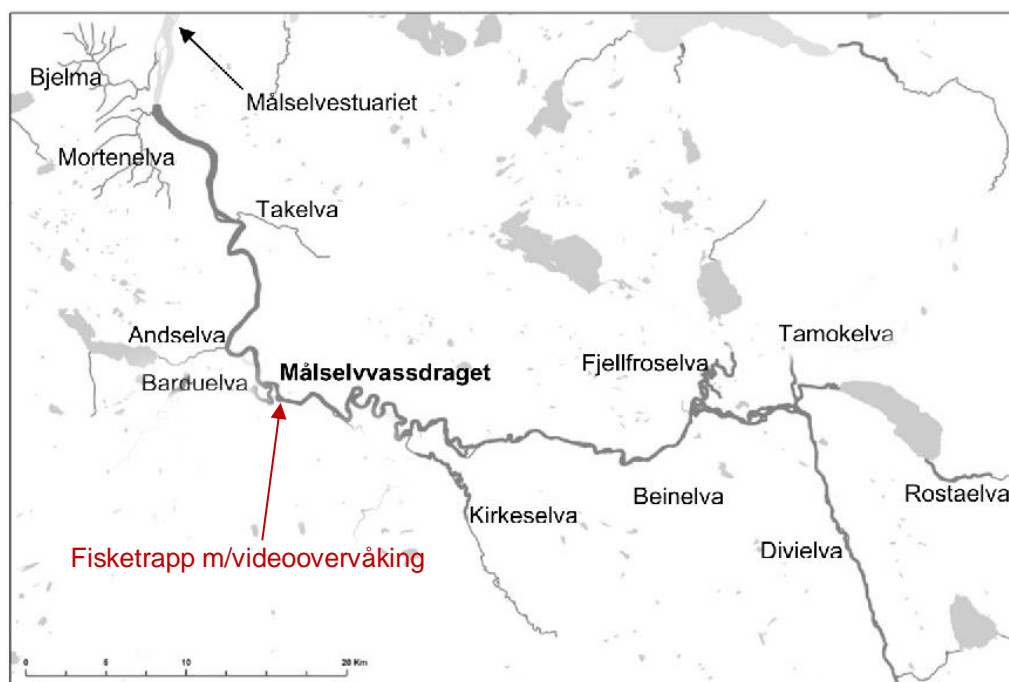 Bjelma
Målselvestuariet
Mortenelva
Takelva
Andselva
Tamokelva
Fjellfroselva
Barduelva
Målselvvassdraget
Beinelva
Rostaelva
Kirkeselva
Divielva
Fisketrapp m/videoovervåking
0 5 10 20 Km